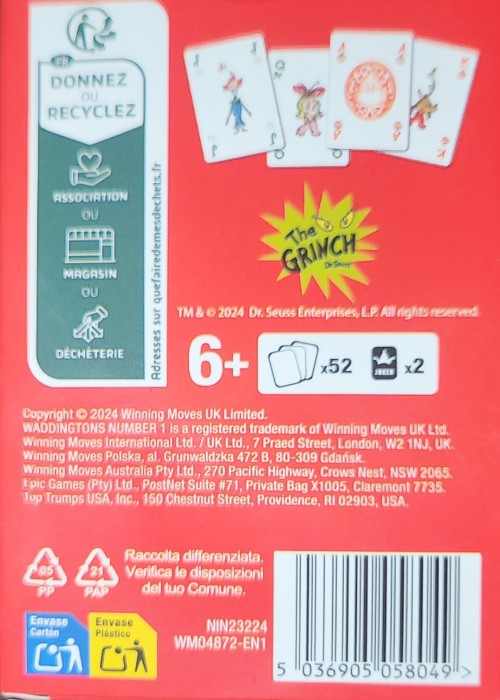 FR
DONNEZ
OU
RECYCLEZ
ASSOCIATION
OU
MAGASIN
OU
DÉCHÈTERIE
Adresses sur quefairedemesdechets.fr
The
GRINCH
Dr. Seuss
TM & © 2024 Dr. Seuss Enterprises, L.P. All rights reserved.
6+ x52 JOKER x2
Copyright © 2024 Winning Moves UK Limited.
WADDINGTONS NUMBER 1 is a registered trademark of Winning Moves UK Ltd.
Winning Moves International Ltd. / UK Ltd., 7 Praed Street, London, W2 1NJ, UK.
Winning Moves Polska, al. Grunwaldzka 472 B, 80-309 Gdańsk.
Winning Moves Australia Pty Ltd., 270 Pacific Highway, Crows Nest, NSW 2065.
Epic Games (Pty) Ltd., PostNet Suite #71, Private Bag X1005, Claremont 7735.
Top Trumps USA, Inc., 150 Chestnut Street, Providence, RI 02903, USA.
05
PP
21
PAP
Raccolta differenziata.
Verifica le disposizioni
del tuo Comune.
Envase
Cartón
Envase
Plástico
NIN23224
WM04872-EN1
5 036905 058049 >